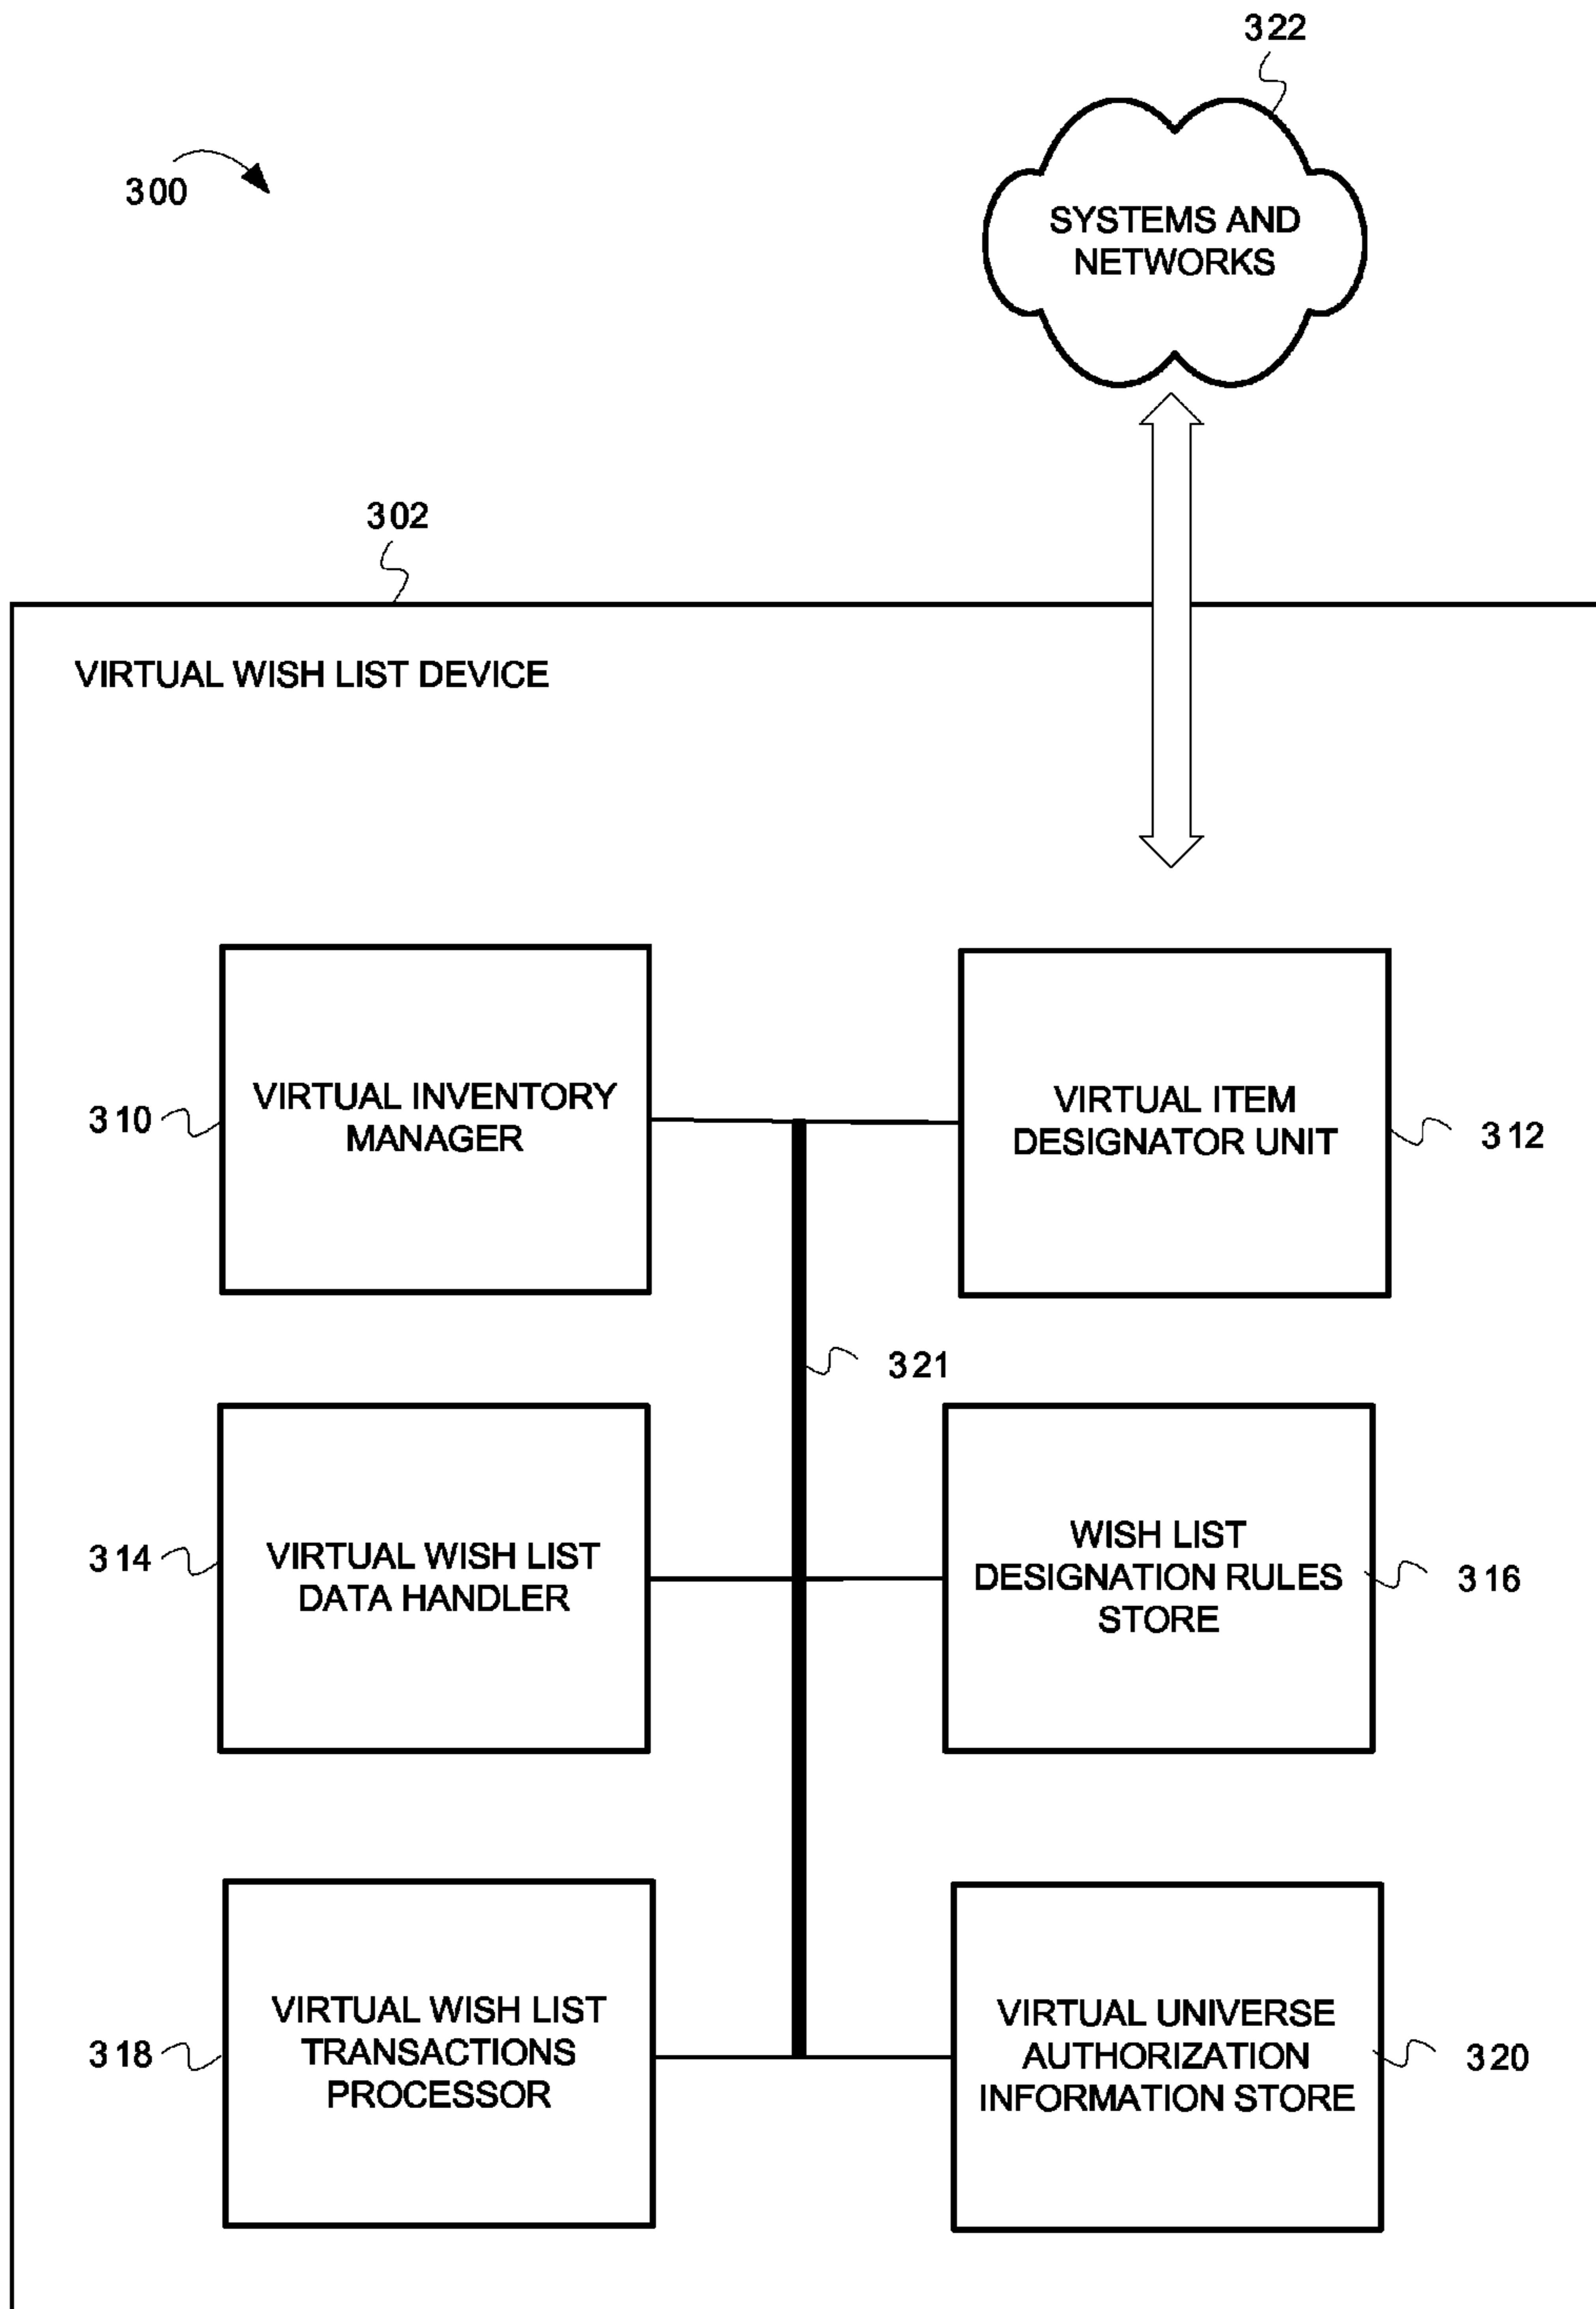 322
300
SYSTEMS AND
NETWORKS
302
VIRTUAL WISH LIST DEVICE
310
VIRTUAL INVENTORY
MANAGER
VIRTUAL ITEM
DESIGNATOR UNIT
312
321
314
VIRTUAL WISH LIST
DATA HANDLER
WISH LIST
DESIGNATION RULES
STORE
316
318
VIRTUAL WISH LIST
TRANSACTIONS
PROCESSOR
VIRTUAL UNIVERSE
AUTHORIZATION
INFORMATION STORE
320